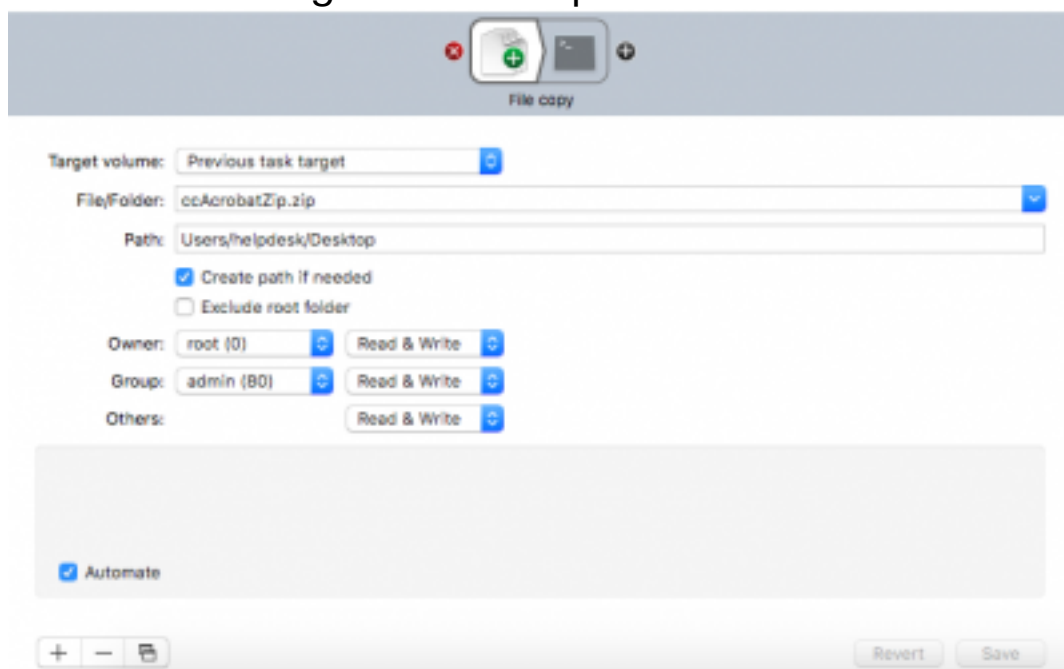 File copy
Target volume: Previous task target
File/Folder: ccAcrobatZip.zip
Path: Users/helpdesk/Desktop
Create path if needed
Exclude root folder
Owner: root (0) Read & Write
Group: admin (80) Read & Write
Others: Read & Write
Automate
Revert Save